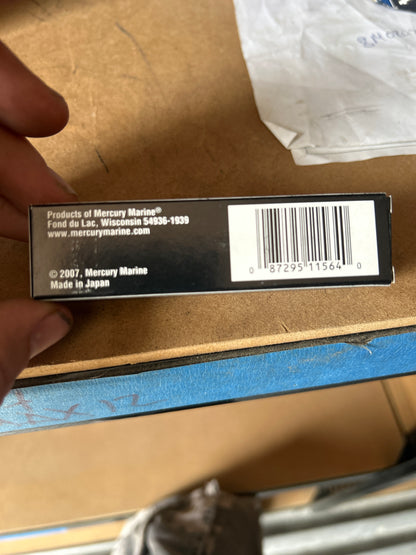 Products of Mercury Marine®
Fond du Lac, Wisconsin 54936-1939
www.mercurymarine.com
© 2007, Mercury Marine
Made in Japan
0 87295 11564 0